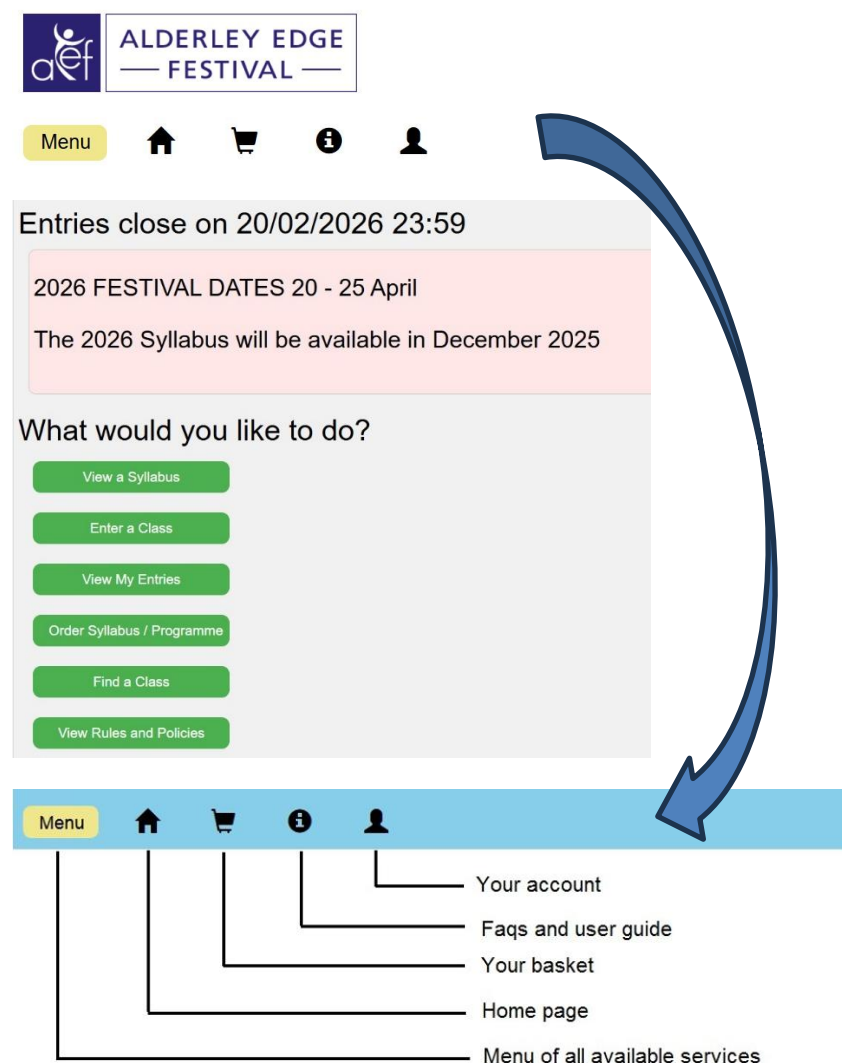 aef
ALDERLEY EDGE
FESTIVAL
Menu
Entries close on 20/02/2026 23:59
2026 FESTIVAL DATES 20 - 25 April
The 2026 Syllabus will be available in December 2025
What would you like to do?
View a Syllabus
Enter a Class
View My Entries
Order Syllabus / Programme
Find a Class
View Rules and Policies
Menu
Your account
Faqs and user guide
Your basket
Home page
Menu of all available services